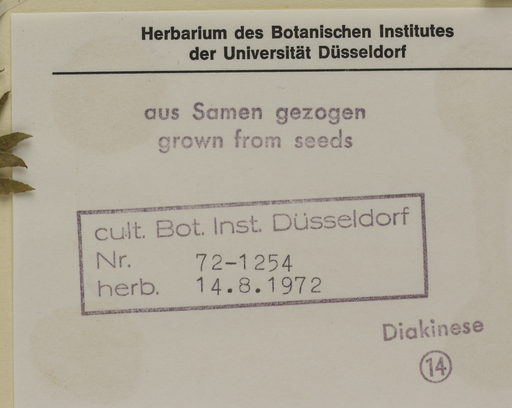 Herbarium des Botanischen Institutes
der Universität Düsseldorf
aus Samen gezogen
grown from seeds
cult. Bot. Inst. Düsseldorf
Nr. 72-1254
herb. 14.8.1972
Diakinese
14